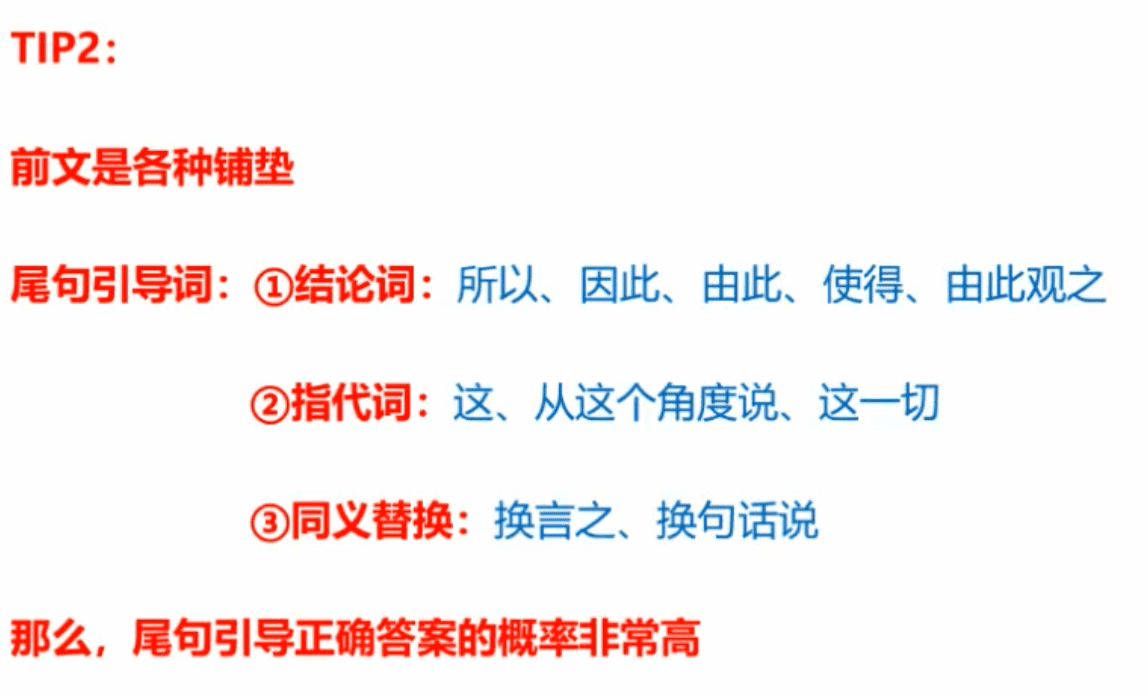 TIP2：
前文是各种铺垫
尾句引导词：①结论词：所以、因此、由此、使得、由此观之
②指代词：这、从这个角度说、这一切
③同义替换：换言之、换句话说
那么，尾句引导正确答案的概率非常高